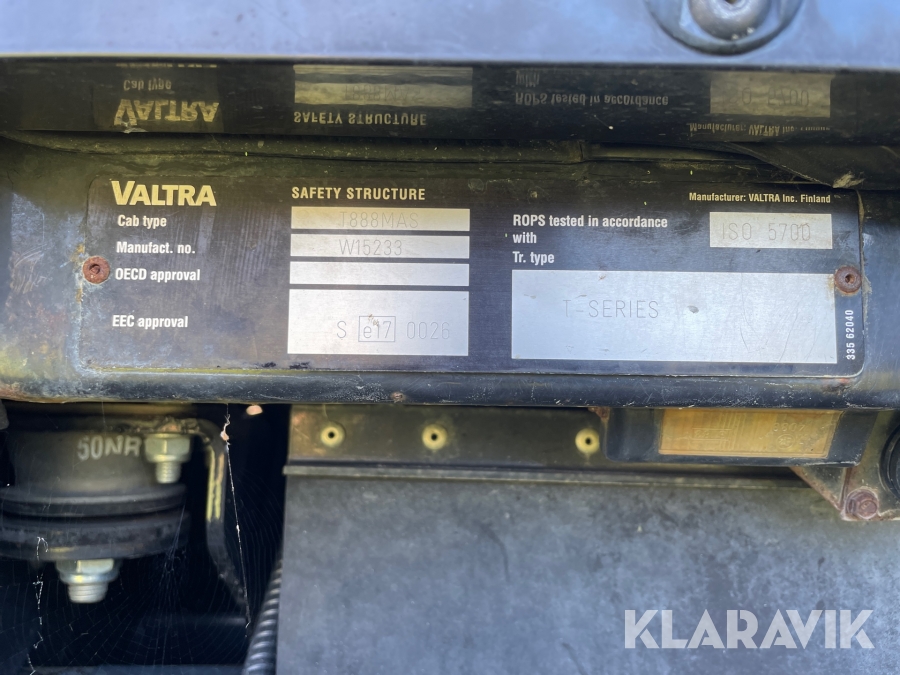 VALTRA
SAFETY STRUCTURE
Manufacturer: VALTRA Inc. Finland
Cab type J888MAS
Manufact. no. W15233
OECD approval
EEC approval S e17 0026
ROPS tested in accordance
with ISO 5700
Tr. type
T-SERIES
335 62040
50NR
KLARAVIK